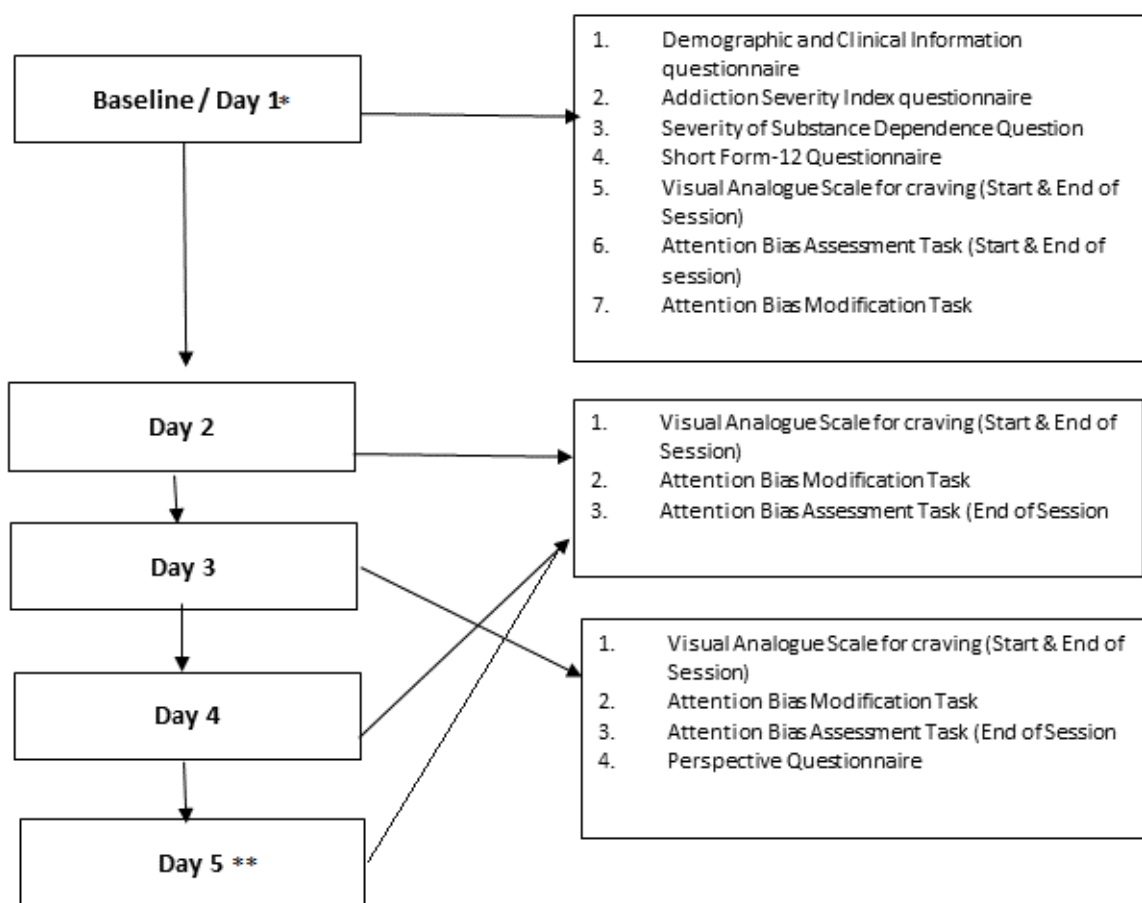 Baseline / Day 1*
1. Demographic and Clinical Information
questionnaire
2. Addiction Severity Index questionnaire
3. Severity of Substance Dependence Question
4. Short Form-12 Questionnaire
5. Visual Analogue Scale for craving (Start & End of
Session)
6. Attention Bias Assessment Task (Start & End of
session)
7. Attention Bias Modification Task
Day 2
1. Visual Analogue Scale for craving (Start & End of
Session)
2. Attention Bias Modification Task
3. Attention Bias Assessment Task (End of Session
Day 3
1. Visual Analogue Scale for craving (Start & End of
Session)
2. Attention Bias Modification Task
3. Attention Bias Assessment Task (End of Session
4. Perspective Questionnaire
Day 4
Day 5 **